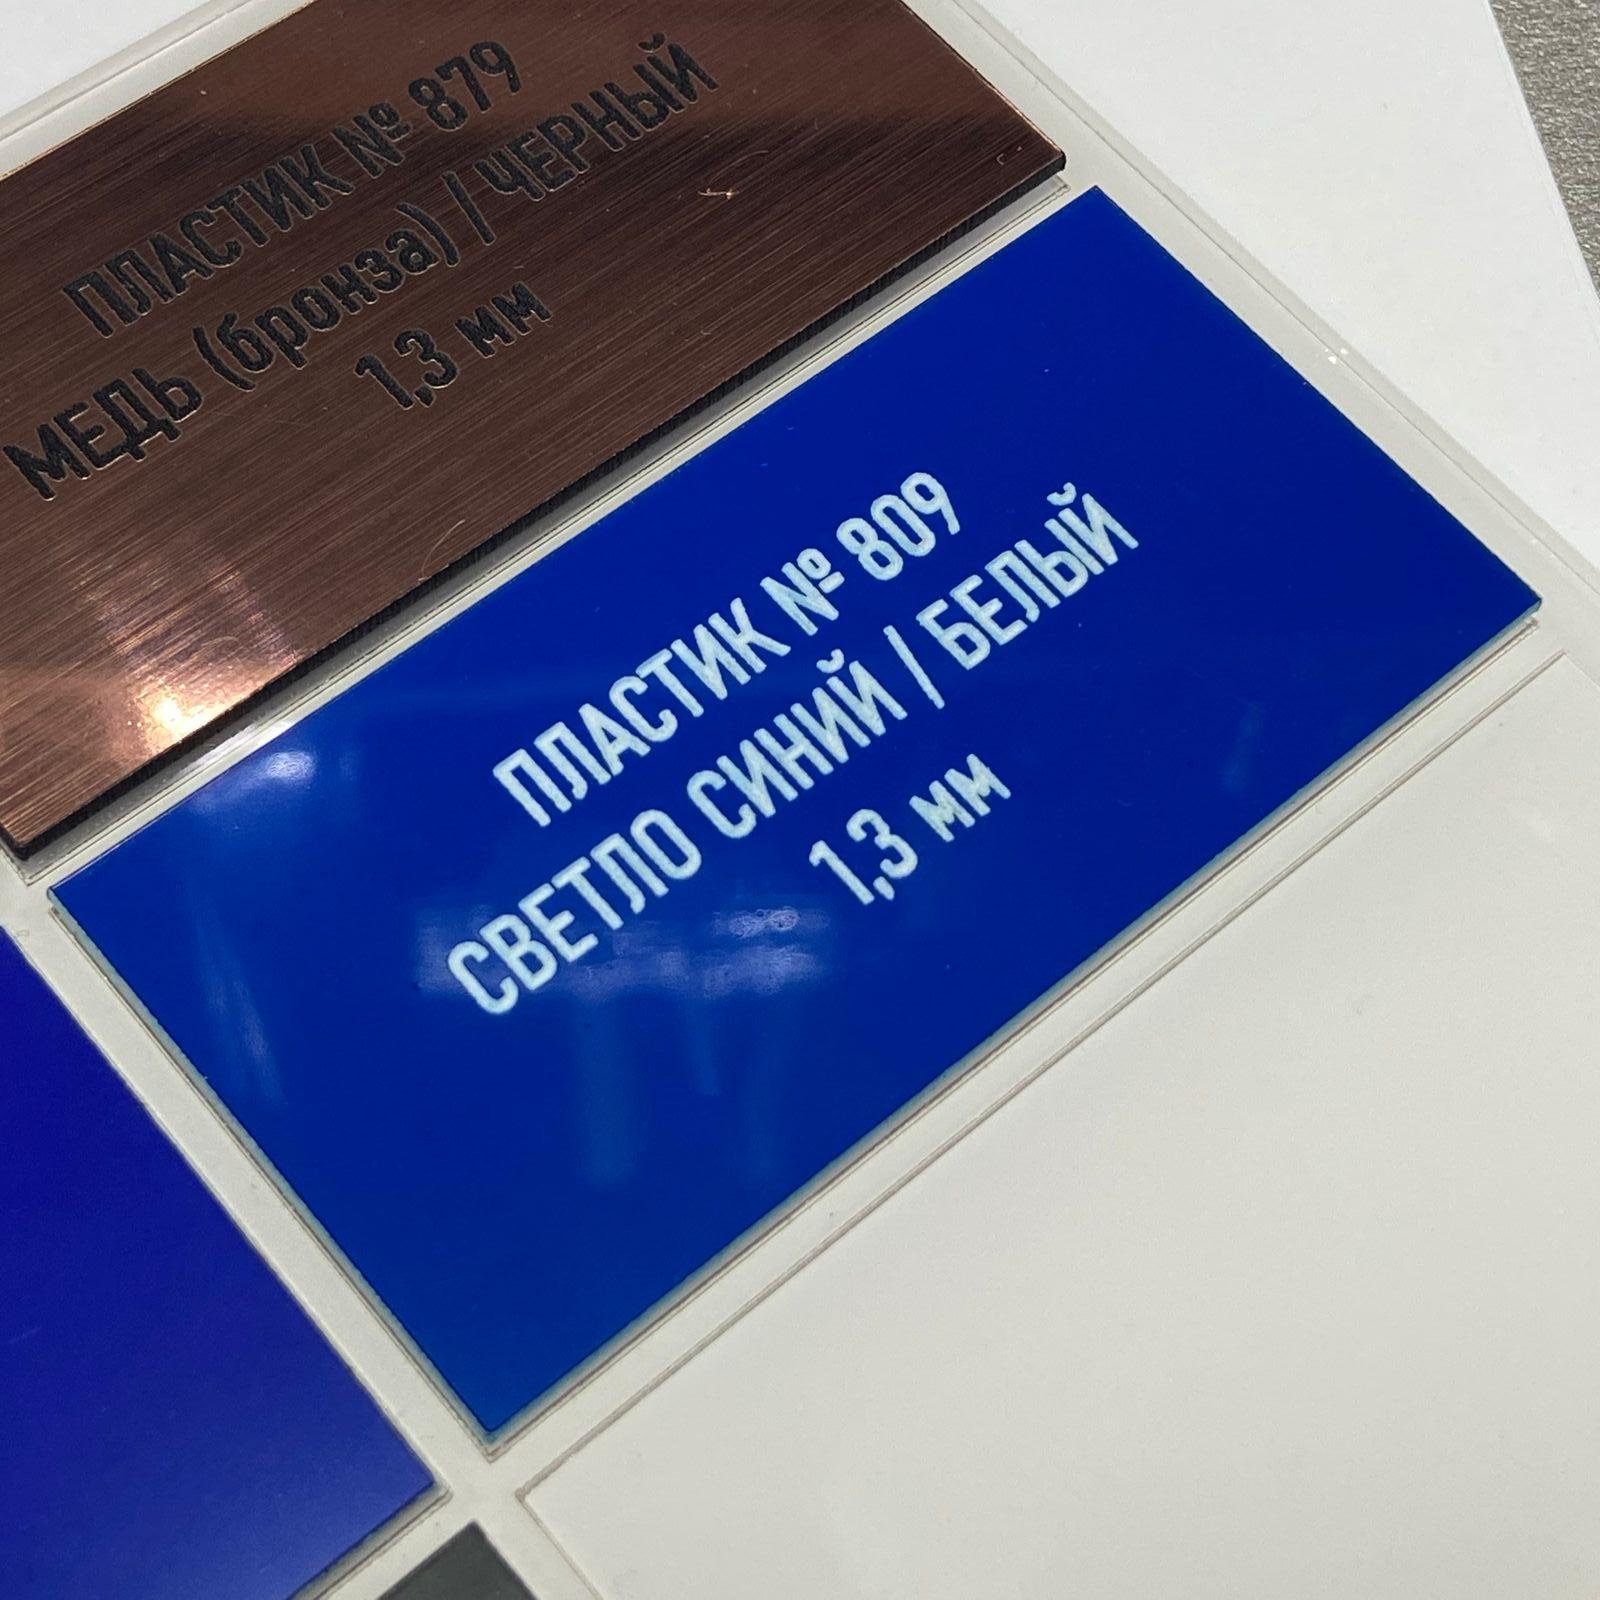 ПЛАСТИК № 879
МЕДЬ (бронза) / ЧЕРНЫЙ
1,3 мм
ПЛАСТИК № 809
СВЕТЛО СИНИЙ / БЕЛЫЙ
1,3 мм